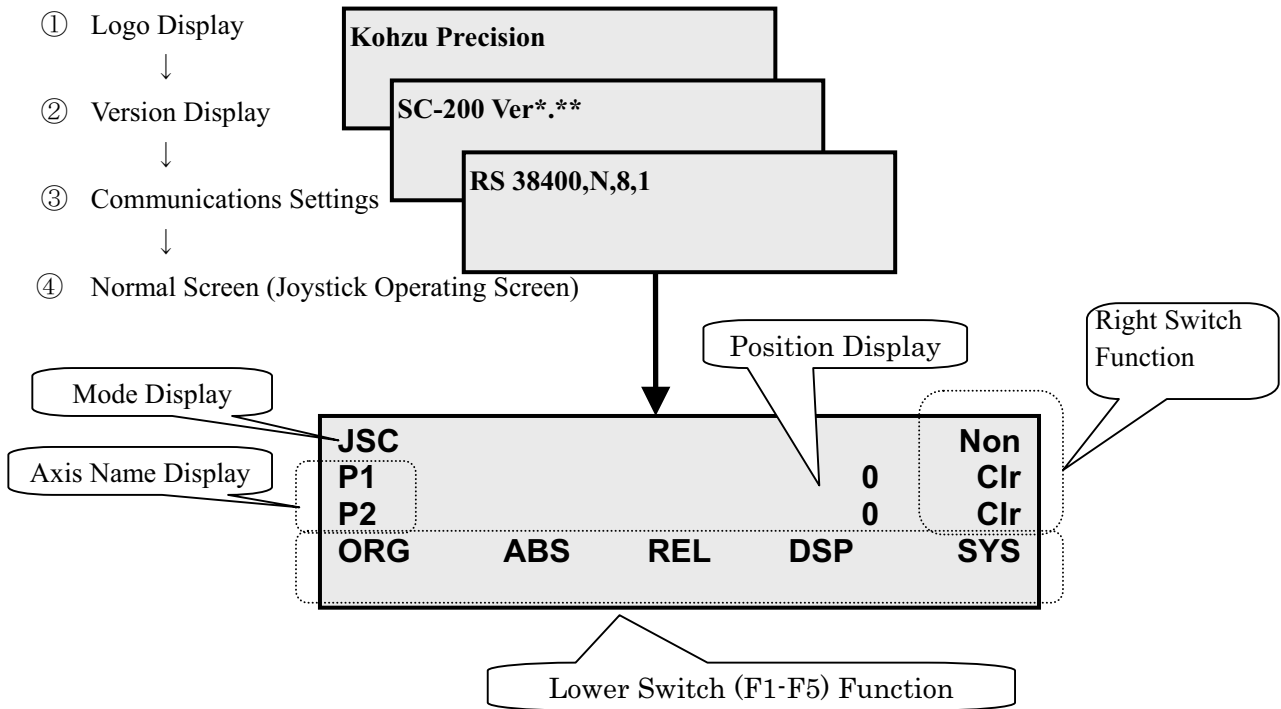 ① Logo Display
↓
② Version Display
↓
③ Communications Settings
↓
④ Normal Screen (Joystick Operating Screen)
Kohzu Precision
SC-200 Ver*.**
RS 38400,N,8,1
Position Display
Right Switch
Function
Mode Display
Axis Name Display
JSC Non
P1 0 Clr
P2 0 Clr
ORG ABS REL DSP SYS
Lower Switch (F1-F5) Function